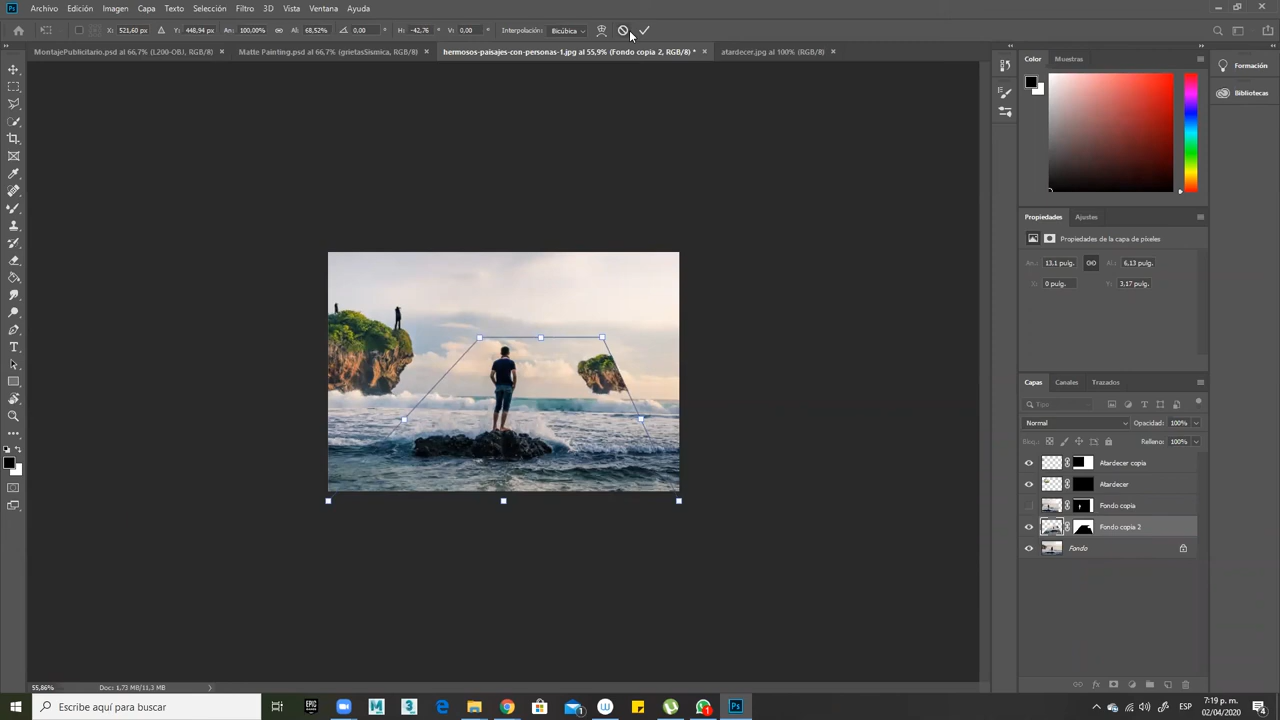 Archivo Edición Imagen Capa Texto Selección Filtro 3D Vista Ventana Ayuda
X: 521,60 px Y: 448,94 px An.: 100,00% Al.: 68,52% 0,00 H: -42,76 V: 0,00 Interpolación: Bicúbica
MontajePublicitario.psd al 66,7% (L200-OBJ, RGB/8) Matte Painting.psd al 66,7% (grietasSismica, RGB/8) hermosos-paisajes-con-personas-1.jpg al 55,9% (Fondo copia 2, RGB/8) * atardecer.jpg al 100% (RGB/8)
Color Muestras
Formación
Bibliotecas
Propiedades Ajustes
Propiedades de la capa de píxeles
An.: 13,1 pulg. Al.: 6,13 pulg.
X: 0 pulg. Y: 3.17 pulg.
Capas Canales Trazados
Tipo
Normal Opacidad: 100%
Bloq.: Relleno: 100%
Atardecer copia
Atardecer
Fondo copia
Fondo copia 2
Fondo
55,86% Doc: 1,73 MB/11,3 MB
Escribe aquí para buscar
ESP
7:19 p. m.
02/04/2020